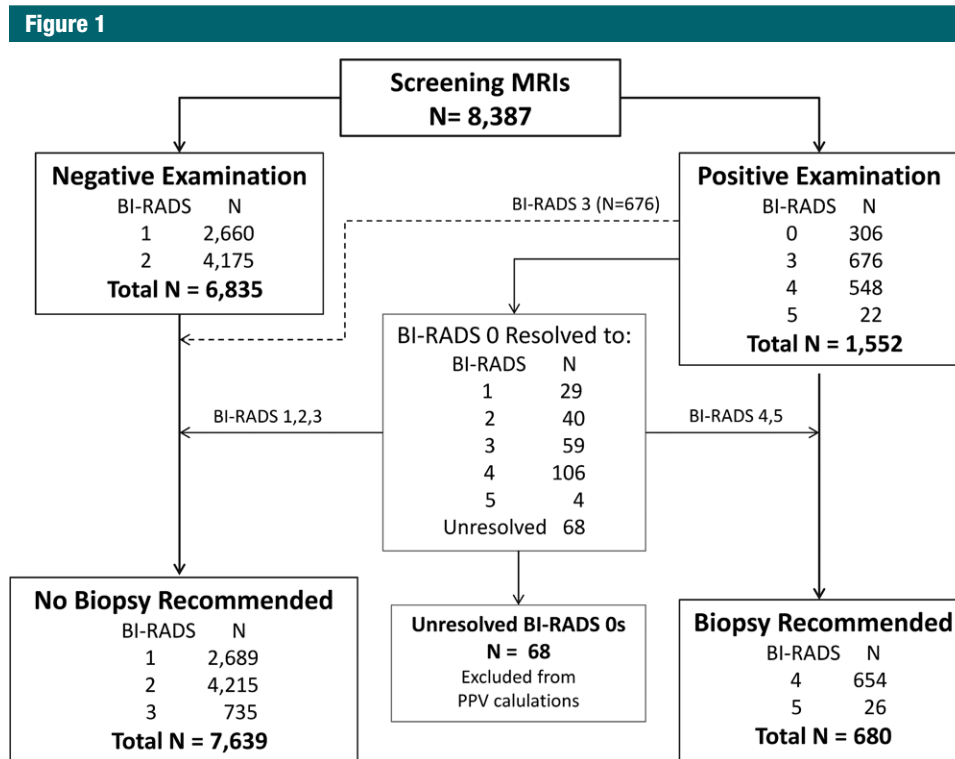 Figure 1
Screening MRIs
N= 8,387
Negative Examination
BI-RADS N
1 2,660
2 4,175
Total N = 6,835
BI-RADS 3 (N=676)
Positive Examination
BI-RADS N
0 306
3 676
4 548
5 22
Total N = 1,552
BI-RADS 0 Resolved to:
BI-RADS N
1 29
2 40
3 59
4 106
5 4
Unresolved 68
BI-RADS 1,2,3
BI-RADS 4,5
No Biopsy Recommended
BI-RADS N
1 2,689
2 4,215
3 735
Total N = 7,639
Unresolved BI-RADS 0s
N = 68
Excluded from
PPV calulations
Biopsy Recommended
BI-RADS N
4 654
5 26
Total N = 680